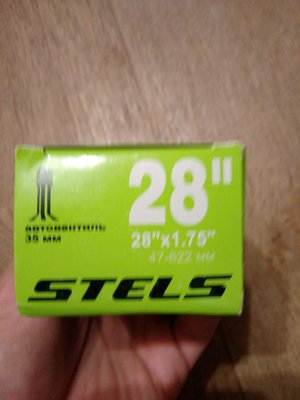 28"
автовентиль
35 мм
28"x1.75"
47-622 мм
STELS